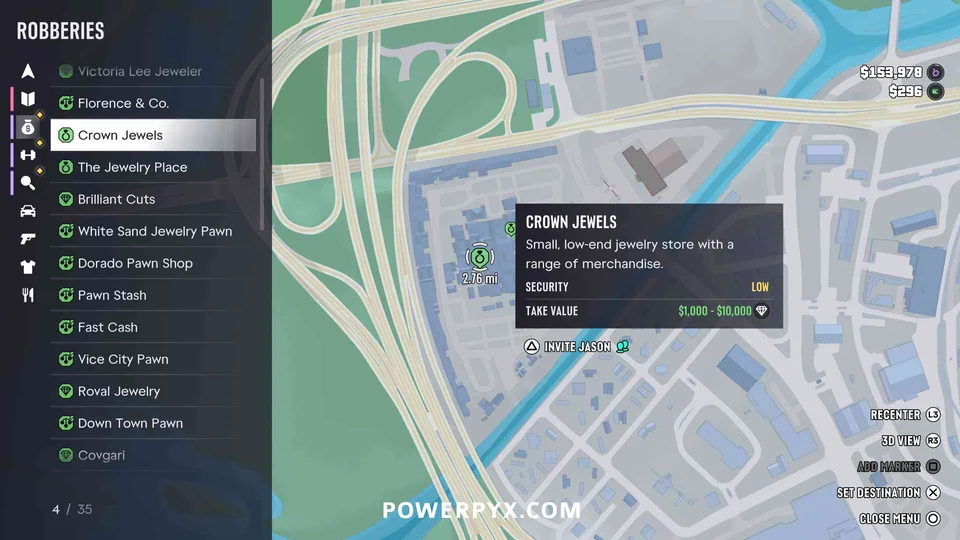 ROBBERIES
Victoria Lee Jeweler
Florence & Co.
Crown Jewels
The Jewelry Place
Brilliant Cuts
White Sand Jewelry Pawn
Dorado Pawn Shop
Pawn Stash
Fast Cash
Vice City Pawn
Roval Jewelry
Down Town Pawn
Covgari
4 / 35
$153,978
$296
2.76 mi
CROWN JEWELS
Small, low-end jewelry store with a
range of merchandise.
SECURITY LOW
TAKE VALUE $1,000 - $10,000
INVITE JASON
RECENTER L3
3D VIEW R3
ADD MARKER
SET DESTINATION
CLOSE MENU
POWERPYX.COM